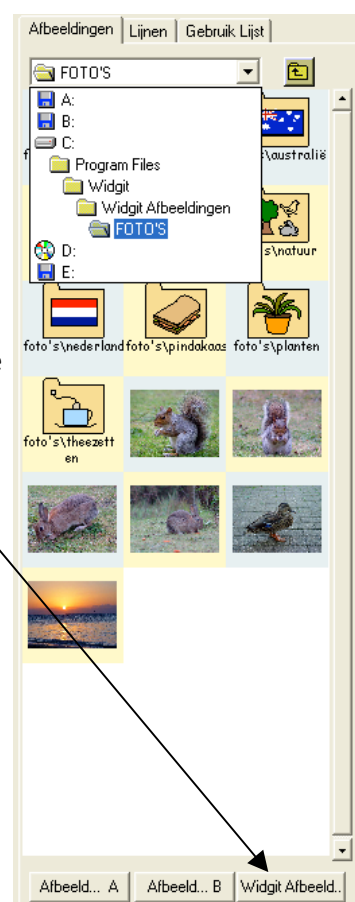 Afbeeldingen Lijnen Gebruik Lijst
FOTO'S
A:
B:
C:
Program Files
Widgit
Widgit Afbeeldingen
FOTO'S
D:
E:
australië
s\natuur
foto's\nederland foto's\pindakaas foto's\planten
foto's\theezett
en
e
Afbeeld... A Afbeeld... B Widgit Afbeeld..